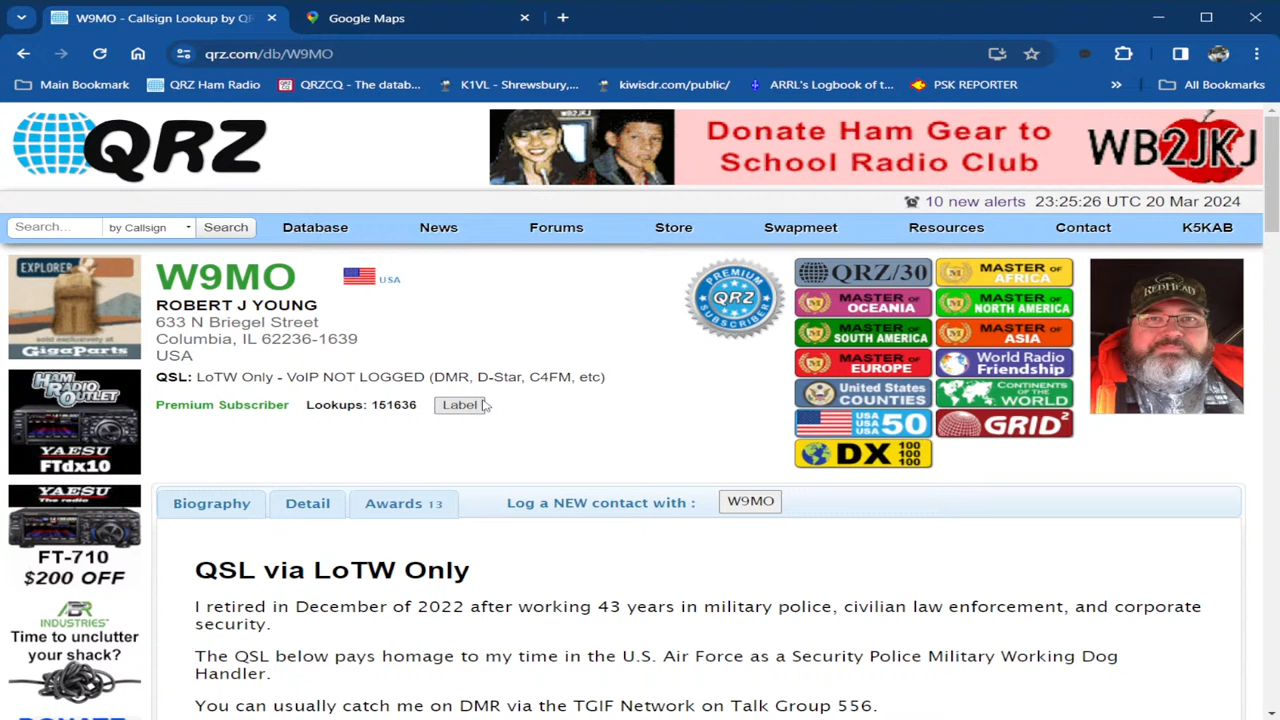 W9MO - Callsign Lookup by QR
Google Maps
qrz.com/db/W9MO
Main Bookmark
QRZ Ham Radio
QRZCQ - The datab...
K1VL - Shrewsbury,...
kiwisdr.com/public/
ARRL's Logbook of t...
PSK REPORTER
»
All Bookmarks
QRZ
WB2JKJ
Donate Ham Gear to
School Radio Club
WB2JKJ
10 new alerts 23:25:26 UTC 20 Mar 2024
Search...
by Callsign
Search
Database
News
Forums
Store
Swapmeet
Resources
Contact
K5KAB
EXPLORER
sold exclusively at
GigaParts
W9MO
USA
ROBERT J YOUNG
633 N Briegel Street
Columbia, IL 62236-1639
USA
QSL: LoTW Only - VoIP NOT LOGGED (DMR, D-Star, C4FM, etc)
Premium Subscriber Lookups: 151636 Label
PREMIUM
QRZ
SUBSCRIBER
QRZ/30
MASTER OF AFRICA
MASTER OF OCEANIA
MASTER OF NORTH AMERICA
MASTER OF SOUTH AMERICA
MASTER OF ASIA
MASTER OF EUROPE
World Radio Friendship
United States COUNTIES
CONTINENTS OF THE WORLD
USA USA USA 50
GRID2
DX 100 100 100
REDHEAD
HAM RADIO
OUTLET
YAESU
FTdx10
YAESU
The radio
FT-710
$200 OFF
ABR
INDUSTRIES
Time to unclutter
your shack?
DONATE
Biography
Detail
Awards 13
Log a NEW contact with :
W9MO
QSL via LoTW Only
I retired in December of 2022 after working 43 years in military police, civilian law enforcement, and corporate
security.
The QSL below pays homage to my time in the U.S. Air Force as a Security Police Military Working Dog
Handler.
You can usually catch me on DMR via the TGIF Network on Talk Group 556.